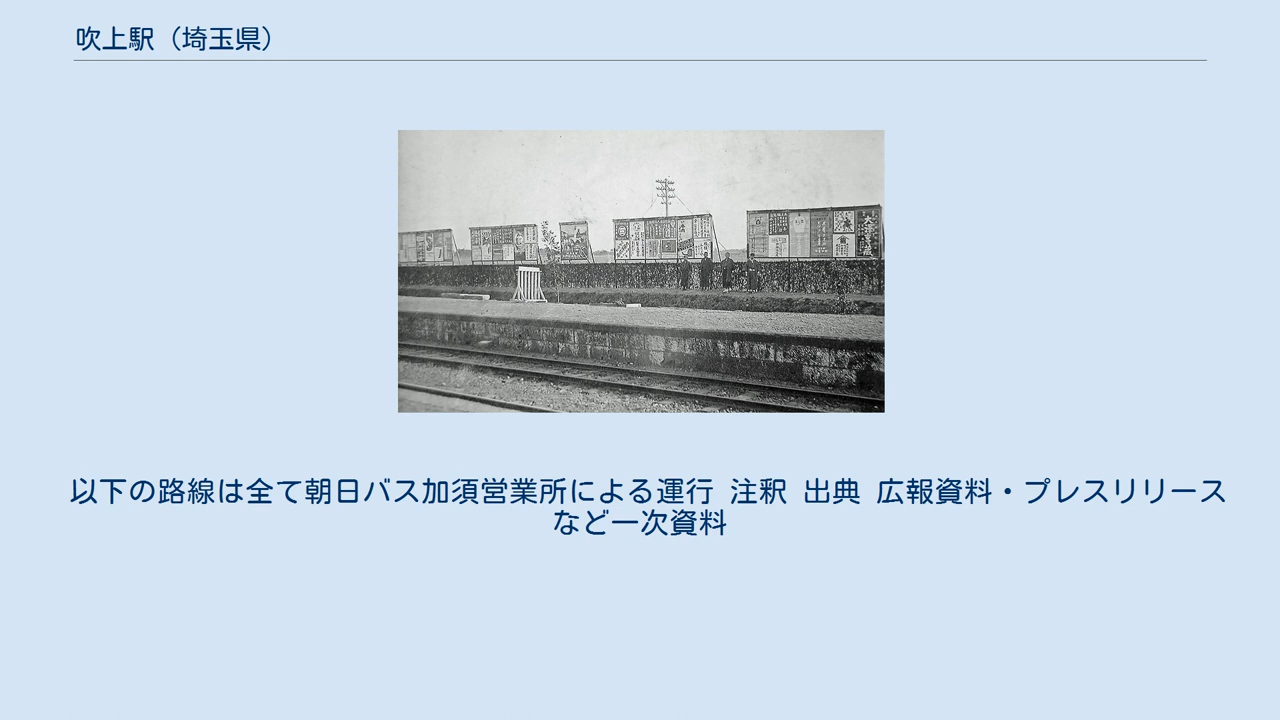 吹上駅（埼玉県）
以下の路線は全て朝日バス加須営業所による運行 注釈 出典 広報資料・プレスリリース
など一次資料